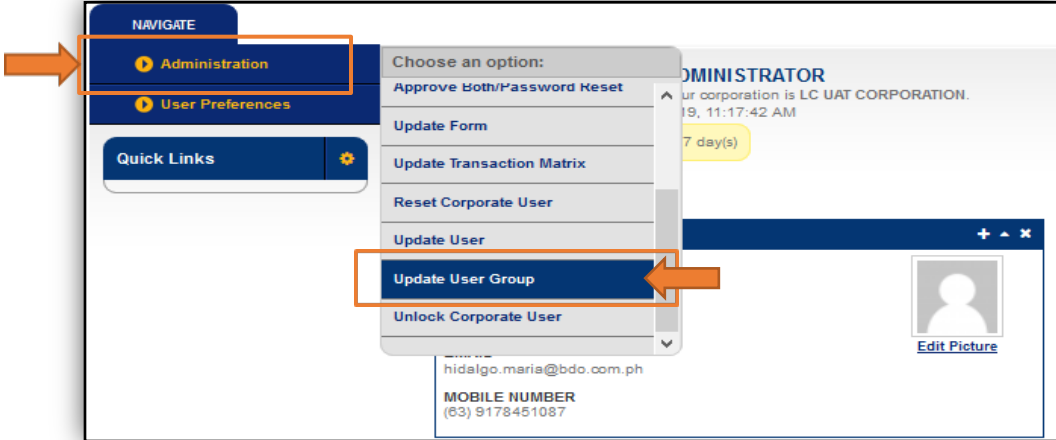 NAVIGATE
Administration
User Preferences
Quick Links
Choose an option:
Approve Both/Password Reset
Update Form
Update Transaction Matrix
Reset Corporate User
Update User
Update User Group
Unlock Corporate User
DMINISTRATOR
ur corporation is LC UAT CORPORATION.
19, 11:17:42 AM
7 day(s)
Edit Picture
EMAIL
hidalgo.maria@bdo.com.ph
MOBILE NUMBER
(63) 9178451087